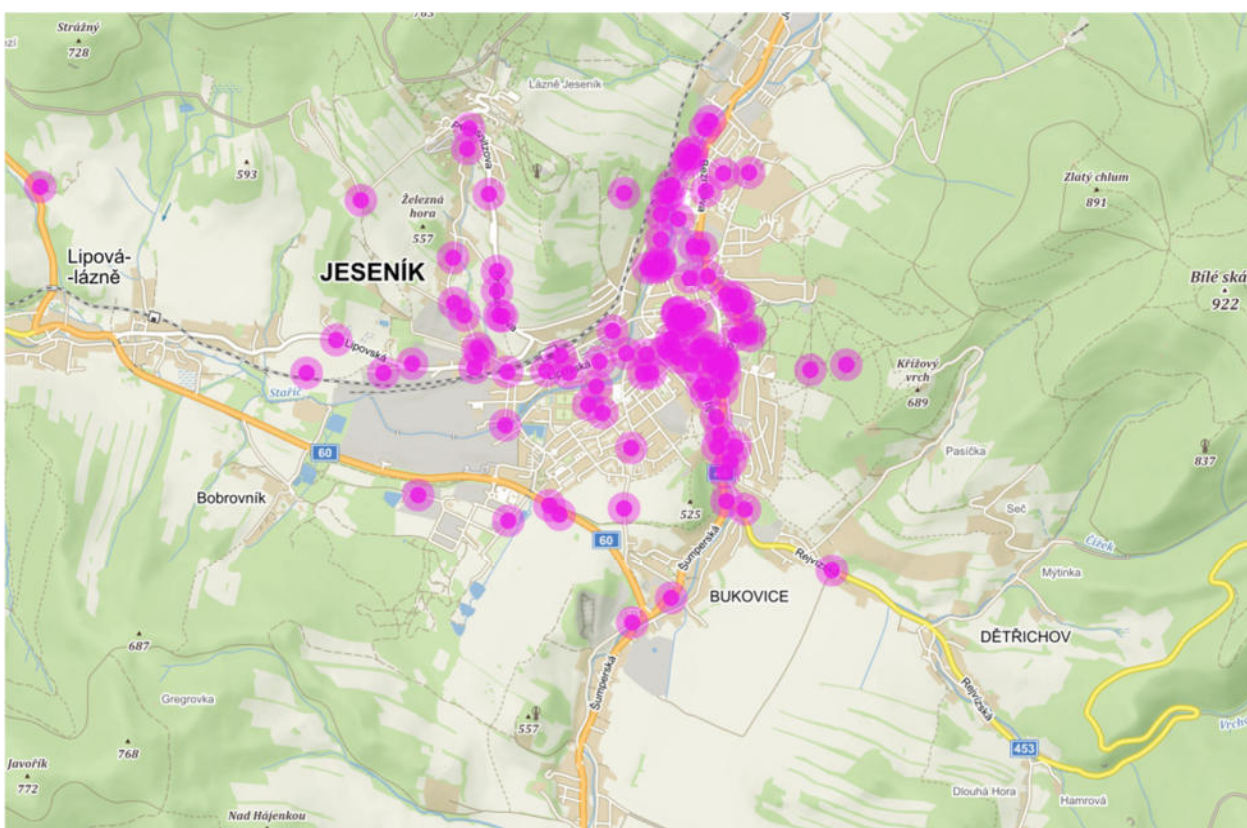 Strážný
728
763
Lázně Jeseník
593
Zlatý chlum
891
Železná
hora
557
Lipová-
-lázně
JESENÍK
Bílé ská
922
Lipovská
Křížový
vrch
689
Staříč
60
Pasíčka
837
Bobrovník
525
Seč
60
Čížek
Šumperská
Rejvízská
Mýtinka
BUKOVICE
DĚTŘICHOV
687
Šumperská
Gregrovka
Rejvízská
557
Vrcho
768
453
Javořík
772
Dlouhá Hora
Hamrová
Nad Hájenkou